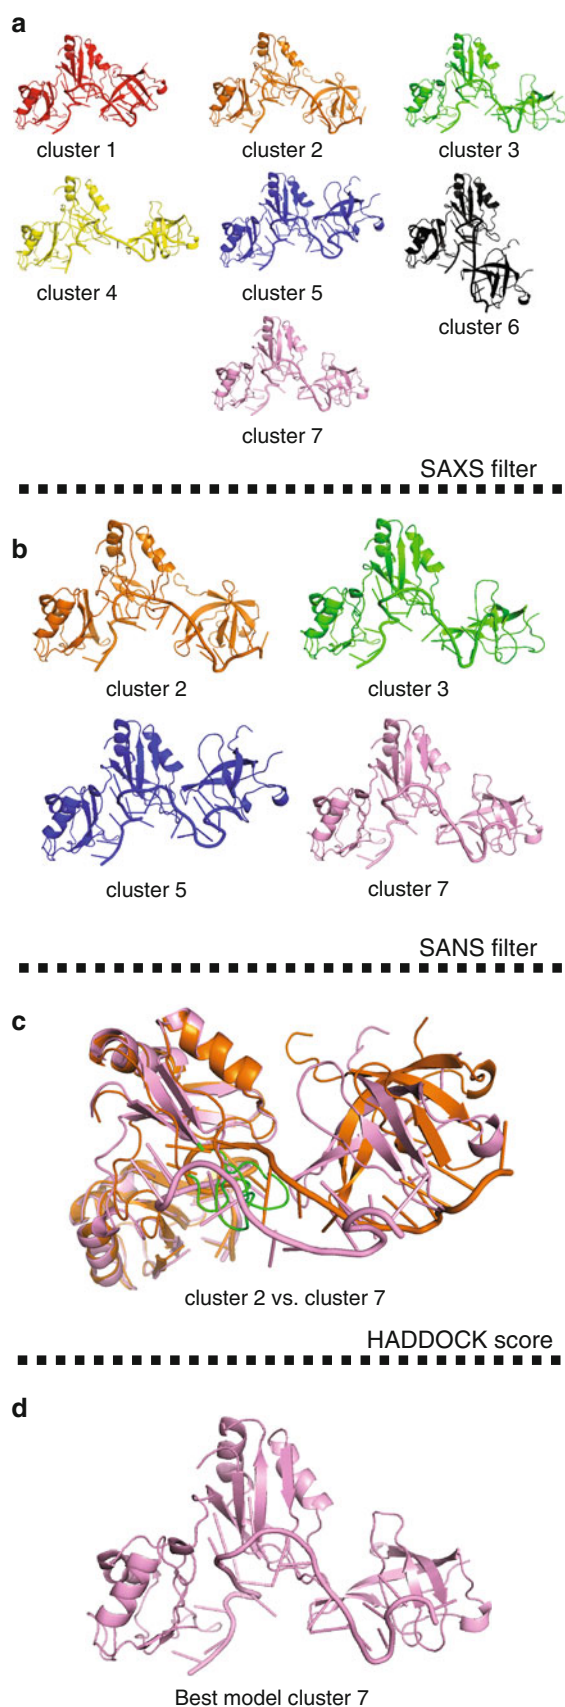 a
cluster 1 cluster 2 cluster 3
cluster 4 cluster 5 cluster 6
cluster 7
SAXS filter
b
cluster 2 cluster 3
cluster 5 cluster 7
SANS filter
c
cluster 2 vs. cluster 7
HADDOCK score
d
Best model cluster 7